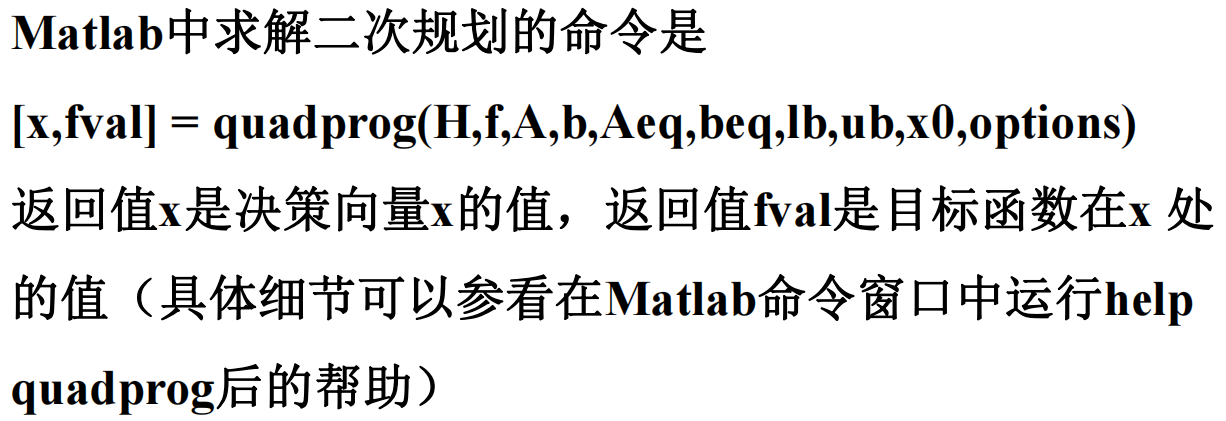 Matlab中求解二次规划的命令是
[x,fval] = quadprog(H,f,A,b,Aeq,beq,lb,ub,x0,options)
返回值x是决策向量x的值，返回值fval是目标函数在x 处
的值（具体细节可以参看在Matlab命令窗口中运行help
quadprog后的帮助）